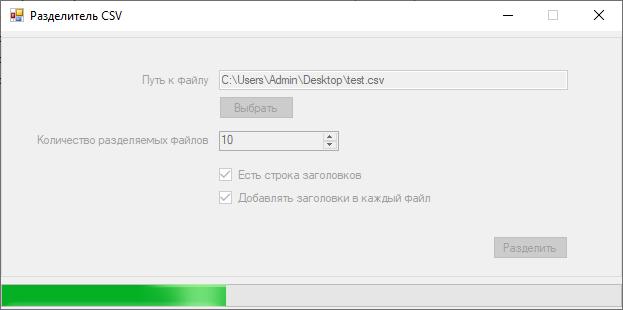 Разделитель CSV
Путь к файлу C:\Users\Admin\Desktop\test.csv
Выбрать
Количество разделяемых файлов 10
Есть строка заголовков
Добавлять заголовки в каждый файл
Разделить